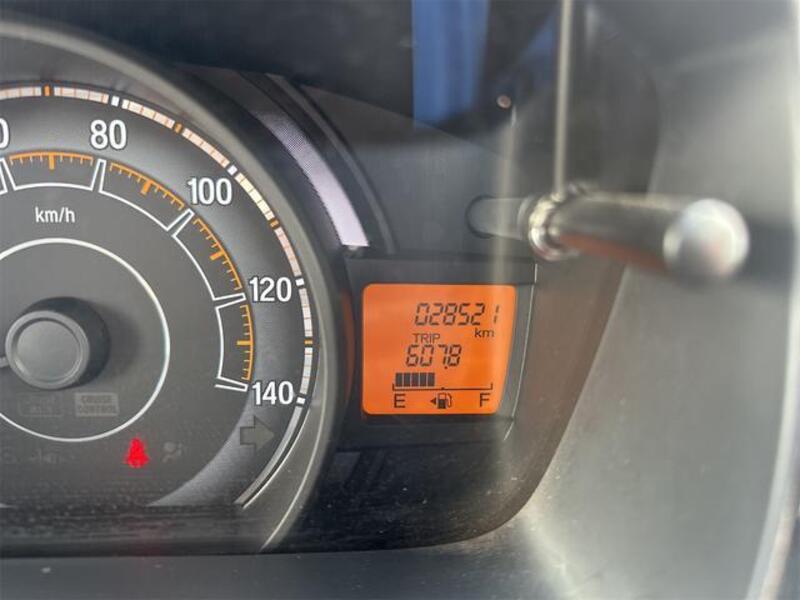 80
100
km/h
120
140
CRUISE
CONTROL
028521
km
TRIP
607.8
E F